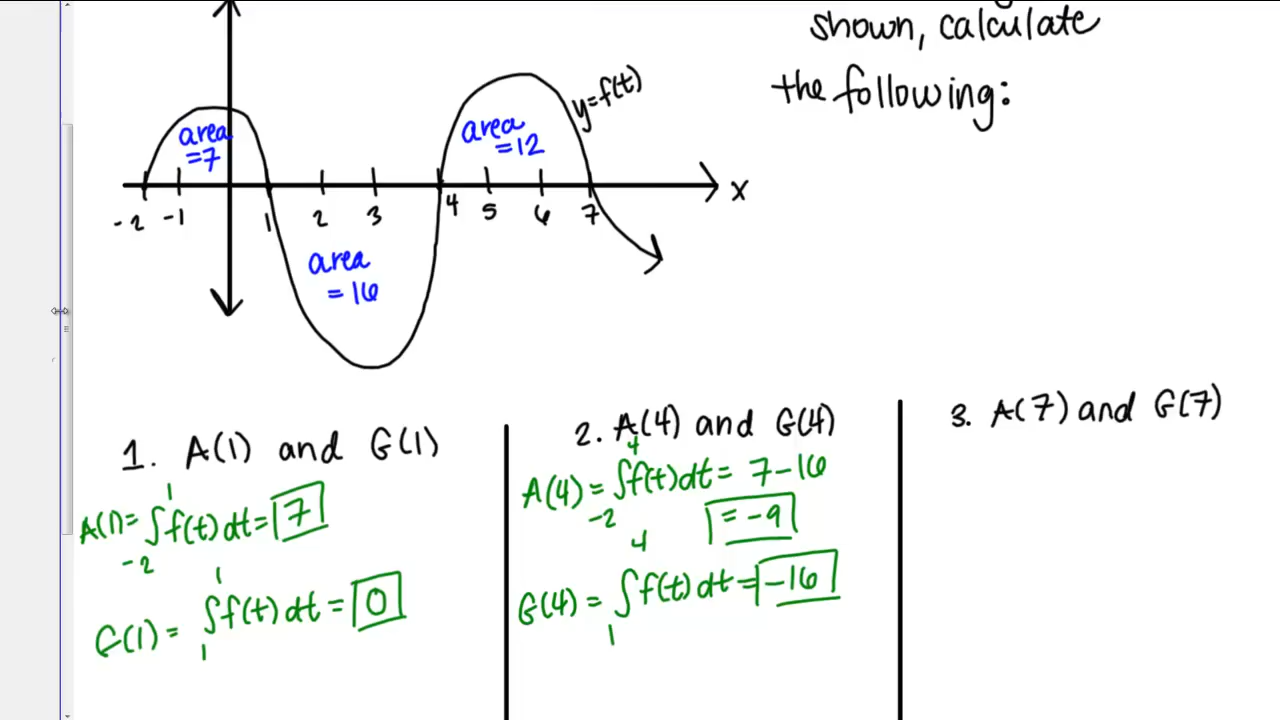 shown, calculate
the following:
y=f(t)
area
=7
area
=12
x
-2 -1 1 2 3 4 5 6 7
area
=16
1. A(1) and G(1)
A(1)= ∫ f(t) dt = 7
1
-2
G(1) = ∫ f(t) dt = 0
1
1
2. A(4) and G(4)
4
A(4) = ∫ f(t) dt = 7-16
-2
= -9
4
G(4) = ∫ f(t) dt = -16
1
3. A(7) and G(7)